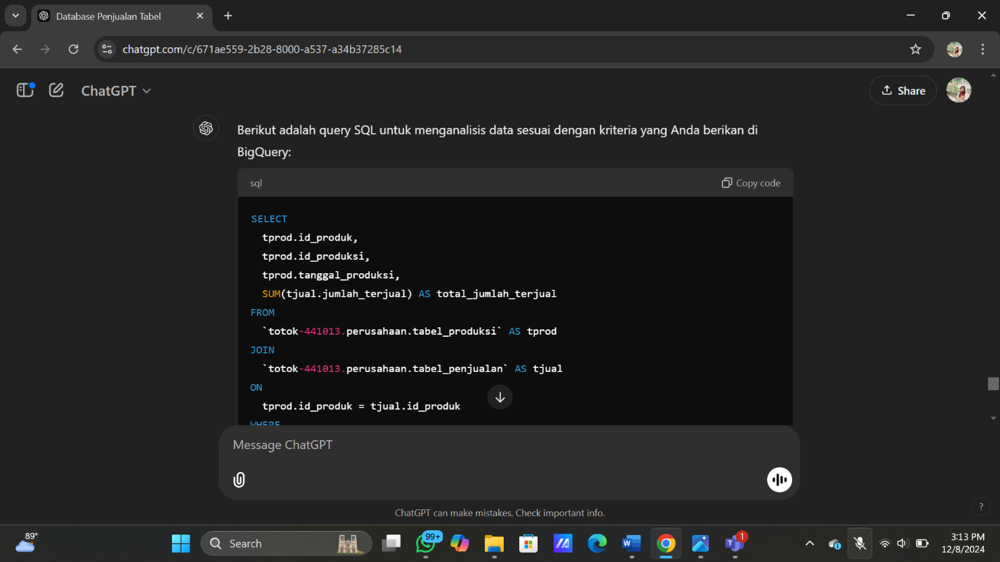 Database Penjualan Tabel
chatgpt.com/c/671ae559-2b28-8000-a537-a34b37285c14
ChatGPT
Share
Berikut adalah query SQL untuk menganalisis data sesuai dengan kriteria yang Anda berikan di
BigQuery:
sql
Copy code
SELECT
tprod.id_produk,
tprod.id_produksi,
tprod.tanggal_produksi,
SUM(tjual.jumlah_terjual) AS total_jumlah_terjual
FROM
`totok-441013.perusahaan.tabel_produksi` AS tprod
JOIN
`totok-441013.perusahaan.tabel_penjualan` AS tjual
ON
tprod.id_produk = tjual.id_produk
WHERE
Message ChatGPT
ChatGPT can make mistakes. Check important info.
?
89°
Search
99+
W
1
3:13 PM
12/8/2024